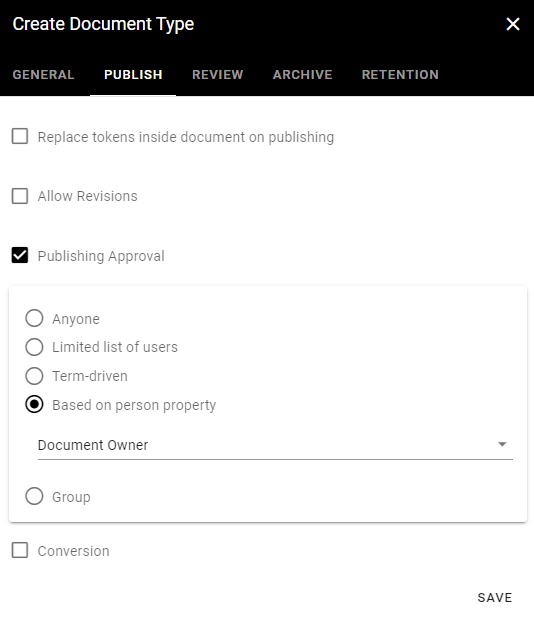 Create Document Type
GENERAL PUBLISH REVIEW ARCHIVE RETENTION
Replace tokens inside document on publishing
Allow Revisions
Publishing Approval
Anyone
Limited list of users
Term-driven
Based on person property
Document Owner
Group
Conversion
SAVE